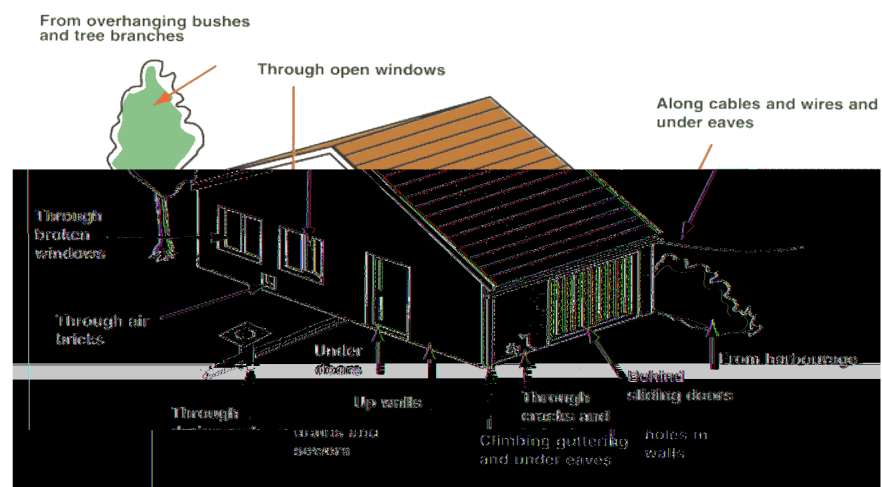 From overhanging bushes
and tree branches
Through open windows
Along cables and wires and
under eaves
Through
broken
windows
Through air
bricks
Under
doors
Up walls
From harbourage
Behind
sliding doors
Through
cracks and
holes in
walls
Through
drains and
sewers
Climbing guttering
and under eaves